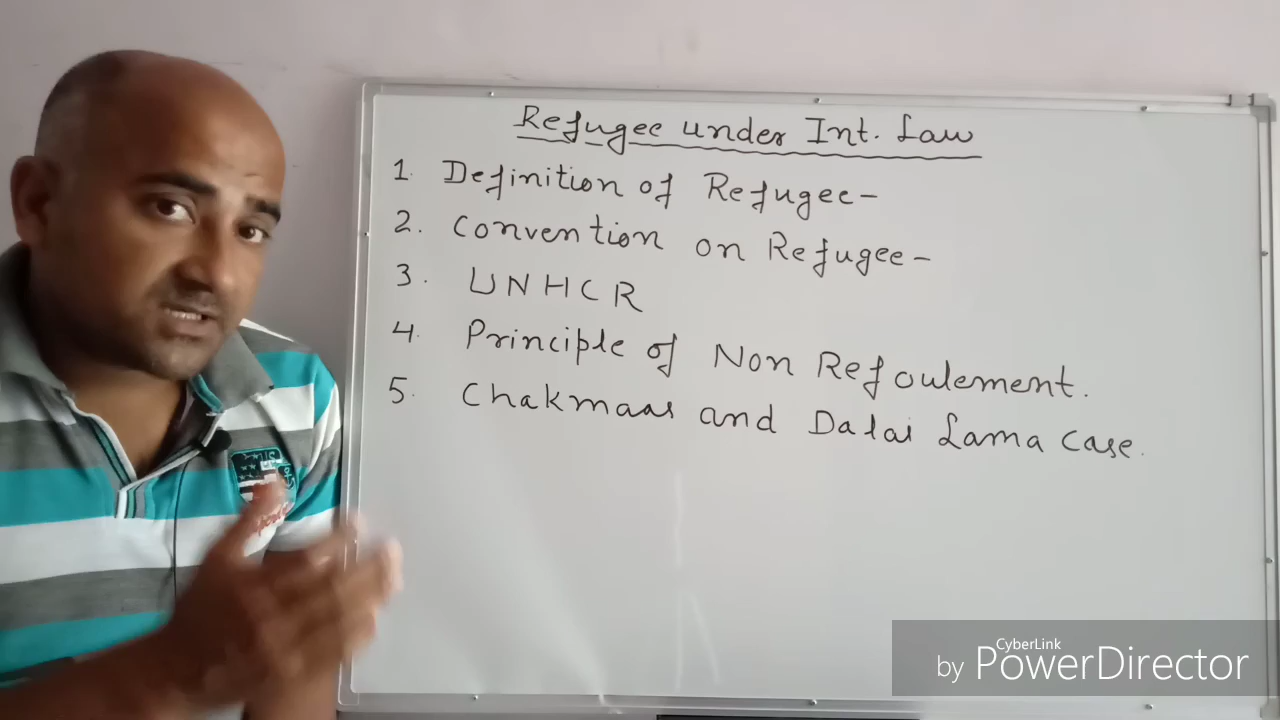 Refugee under Int. Law
1. Definition of Refugee-
2. Convention on Refugee-
3. UNHCR
4. Principle of Non Refoulement.
5. Chakmaas and Dalai Lama Case.
CyberLink
by PowerDirector